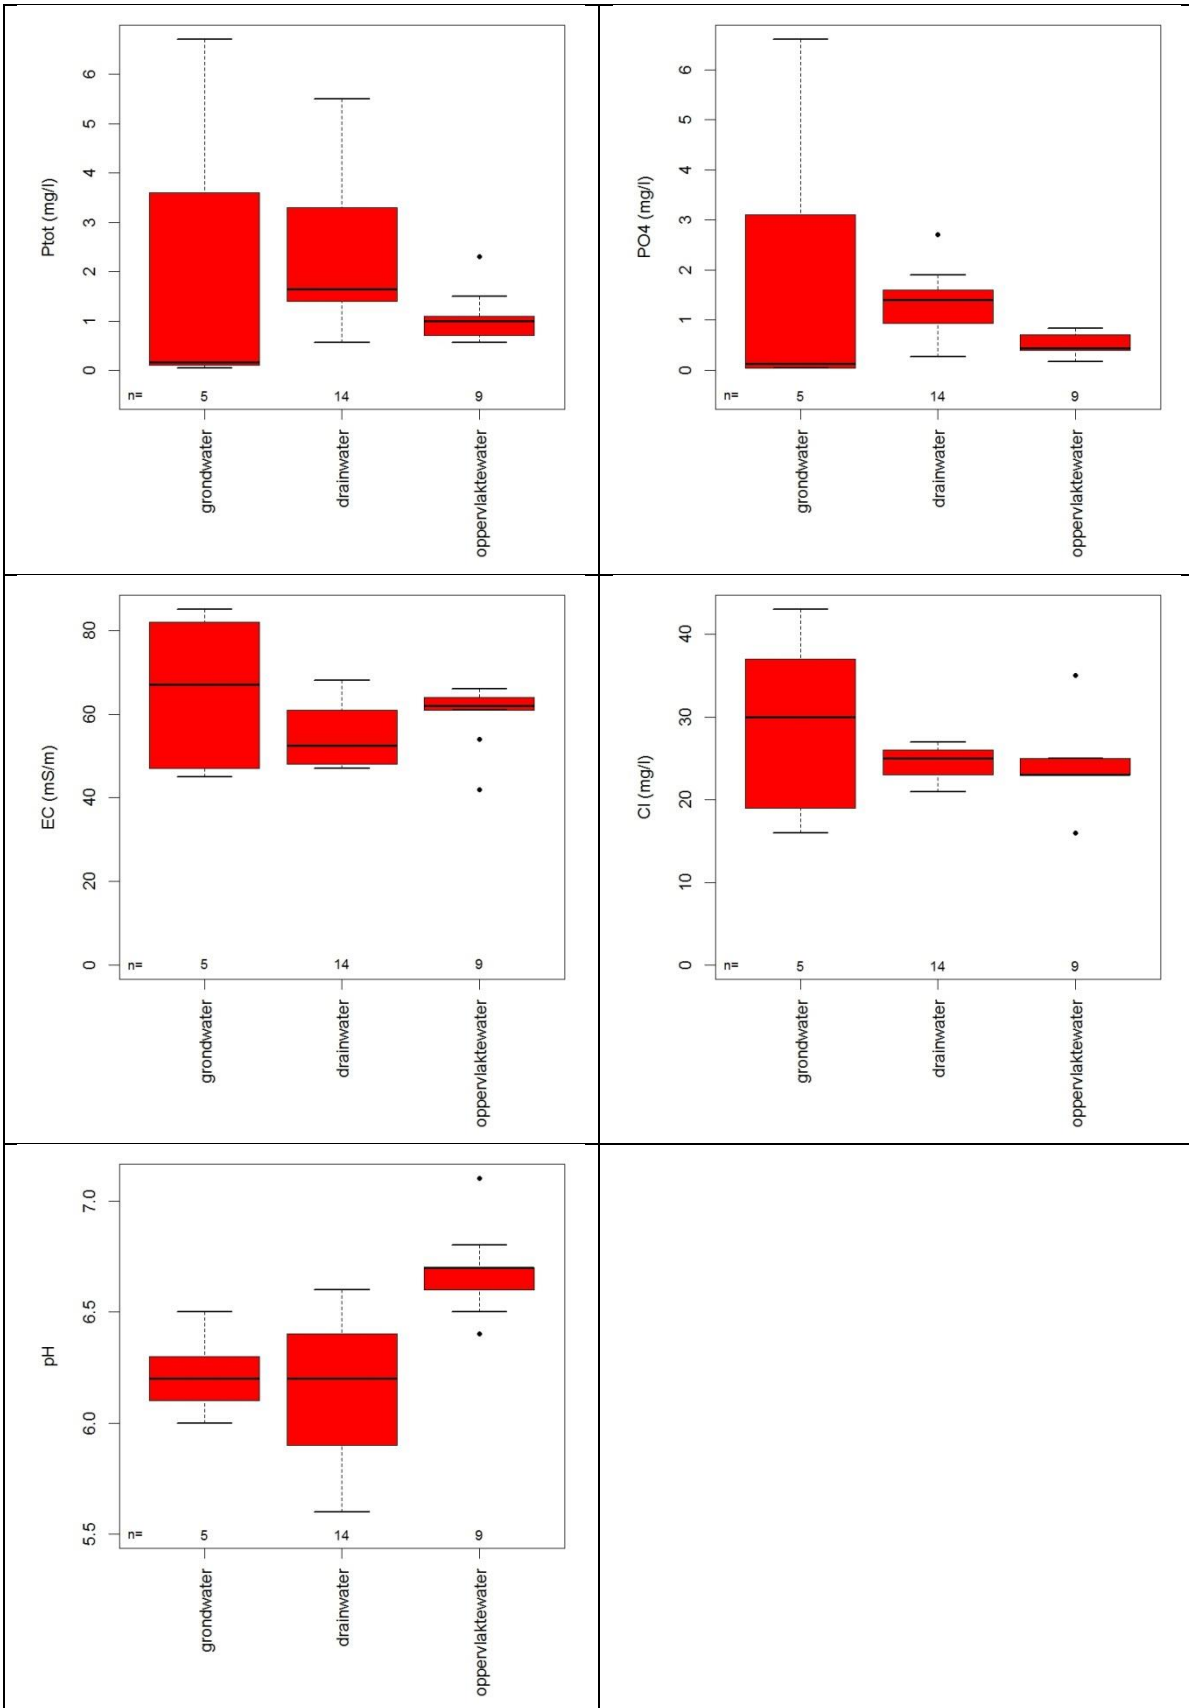 Ptot (mg/l)
6
5
4
3
2
1
0
n= 5 14 9
grondwater
drainwater
oppervlaktewater
PO4 (mg/l)
6
5
4
3
2
1
0
n= 5 14 9
grondwater
drainwater
oppervlaktewater
EC (mS/m)
80
60
40
20
0
n= 5 14 9
grondwater
drainwater
oppervlaktewater
Cl (mg/l)
40
30
20
10
0
n= 5 14 9
grondwater
drainwater
oppervlaktewater
pH
7.0
6.5
6.0
5.5
n= 5 14 9
grondwater
drainwater
oppervlaktewater